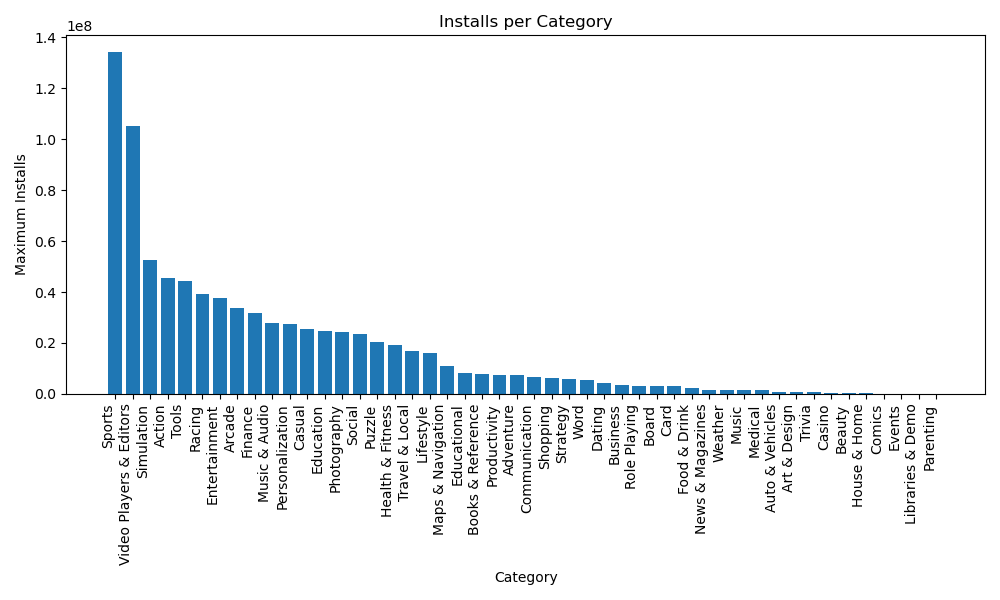 Installs per Category
1e8
1.4
1.2
1.0
0.8
0.6
0.4
0.2
0.0
Maximum Installs
Sports
Video Players & Editors
Simulation
Action
Tools
Racing
Entertainment
Arcade
Finance
Music & Audio
Personalization
Casual
Education
Photography
Social
Puzzle
Health & Fitness
Travel & Local
Lifestyle
Maps & Navigation
Educational
Books & Reference
Productivity
Adventure
Communication
Shopping
Strategy
Word
Dating
Business
Role Playing
Board
Card
Food & Drink
News & Magazines
Weather
Music
Medical
Auto & Vehicles
Art & Design
Trivia
Casino
Beauty
House & Home
Comics
Events
Libraries & Demo
Parenting
Category